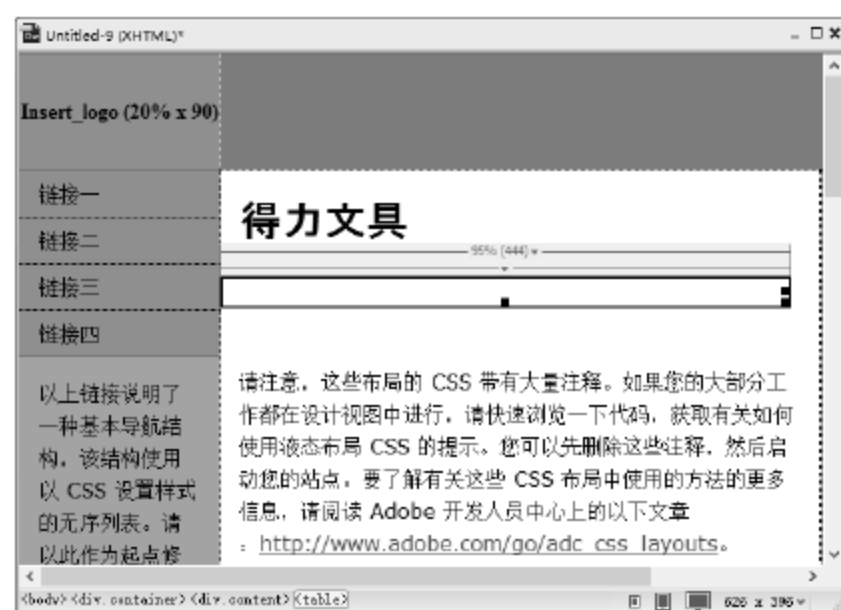 Untitled-9 (XHTML)*
Insert_logo (20% x 90)
链接一
链接二
链接三
链接四
以上链接说明了
一种基本导航结
构，该结构使用
以 CSS 设置样式
的无序列表。请
以此作为起点修
得力文具
95% (444)
请注意，这些布局的 CSS 带有大量注释。如果您的大部分工
作都在设计视图中进行，请快速浏览一下代码，获取有关如何
使用液态布局 CSS 的提示。您可以先删除这些注释，然后启
动您的站点。要了解有关这些 CSS 布局中使用的方法的更多
信息，请阅读 Adobe 开发人员中心上的以下文章
：http://www.adobe.com/go/adc_css_layouts。
<body> <div.container> <div.content> <table>
626 x 396